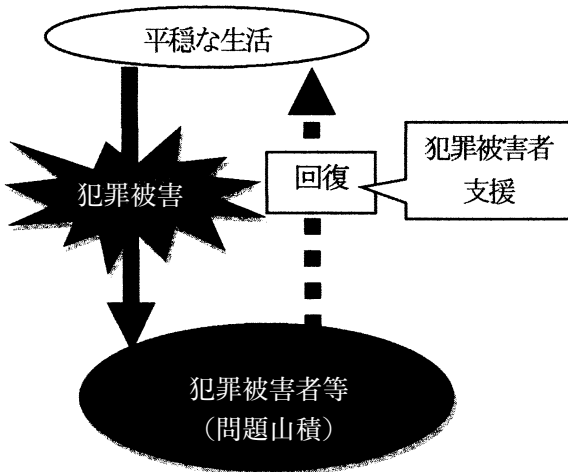 平穏な生活
犯罪被害
回復
犯罪被害者
支援
犯罪被害者等
（問題山積）